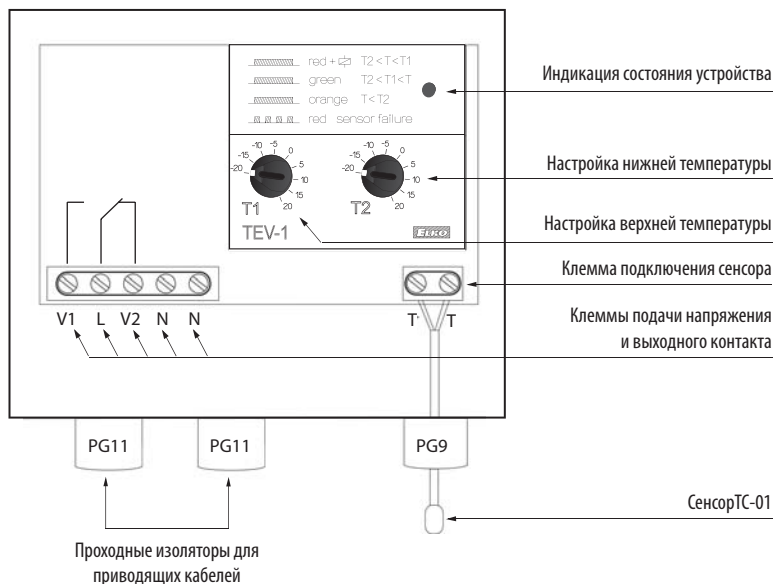 red + T2 < T < T1
green T2 < T1 < T
orange T < T2
red sensor failure
Индикация состояния устройства
-20 -15 -10 -5 0 5 10 15 20
-20 -15 -10 -5 0 5 10 15 20
T1
T2
TEV-1
ELKO
Настройка нижней температуры
Настройка верхней температуры
Клемма подключения сенсора
V1 L V2 N N
T' T
Клеммы подачи напряжения
и выходного контакта
PG11
PG11
PG9
СенсорТС-01
Проходные изоляторы для
приводящих кабелей